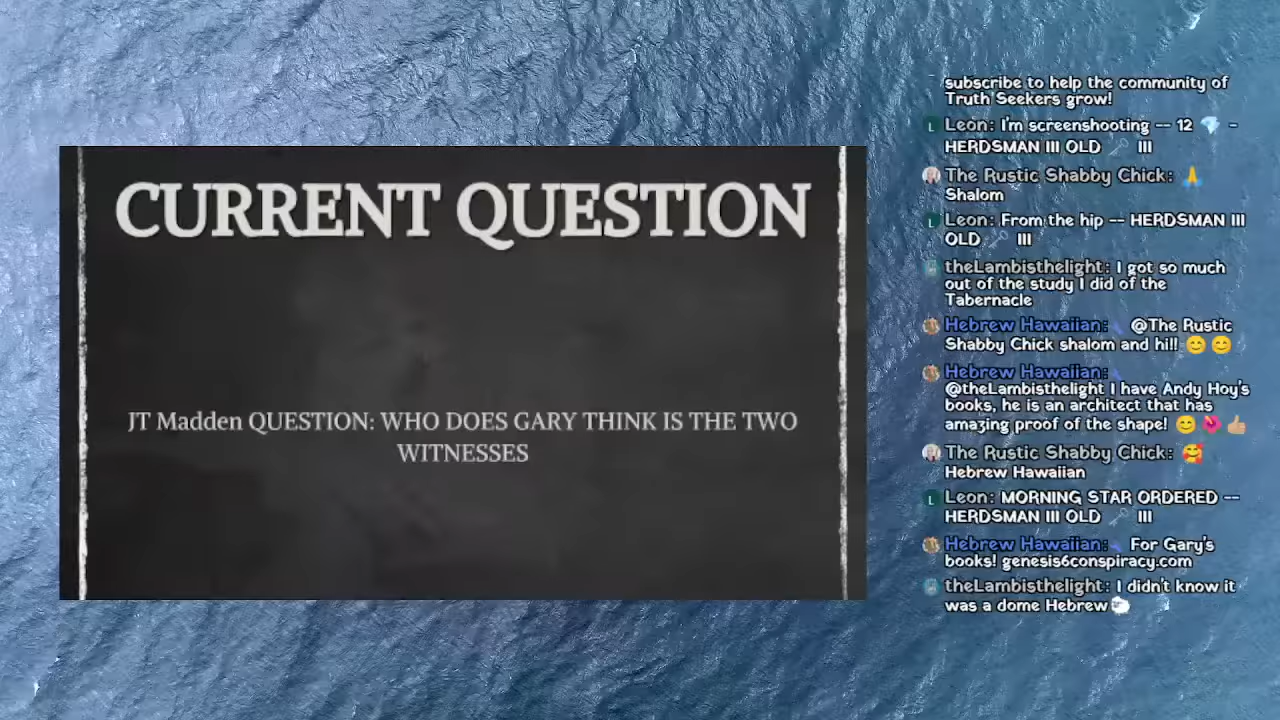 CURRENT QUESTION
JT Madden QUESTION: WHO DOES GARY THINK IS THE TWO
WITNESSES
subscribe to help the community of
Truth Seekers grow!
L Leon: I'm screenshooting -- 12 💎 -
HERDSMAN III OLD 🗝 III
The Rustic Shabby Chick: 🙏
Shalom
L Leon: From the hip -- HERDSMAN III
OLD 🗝 III
theLambisthelight: I got so much
out of the study I did of the
Tabernacle
Hebrew Hawaiian: @The Rustic
Shabby Chick shalom and hi!! 😊 😊
Hebrew Hawaiian:
@theLambisthelight I have Andy Hoy's
books, he is an architect that has
amazing proof of the shape! 😊 🌺 👍🏼
The Rustic Shabby Chick: 🥰
Hebrew Hawaiian
L Leon: MORNING STAR ORDERED --
HERDSMAN III OLD 🗝 III
Hebrew Hawaiian: For Gary's
books! genesis6conspiracy.com
theLambisthelight: I didn't know it
was a dome Hebrew 🐑